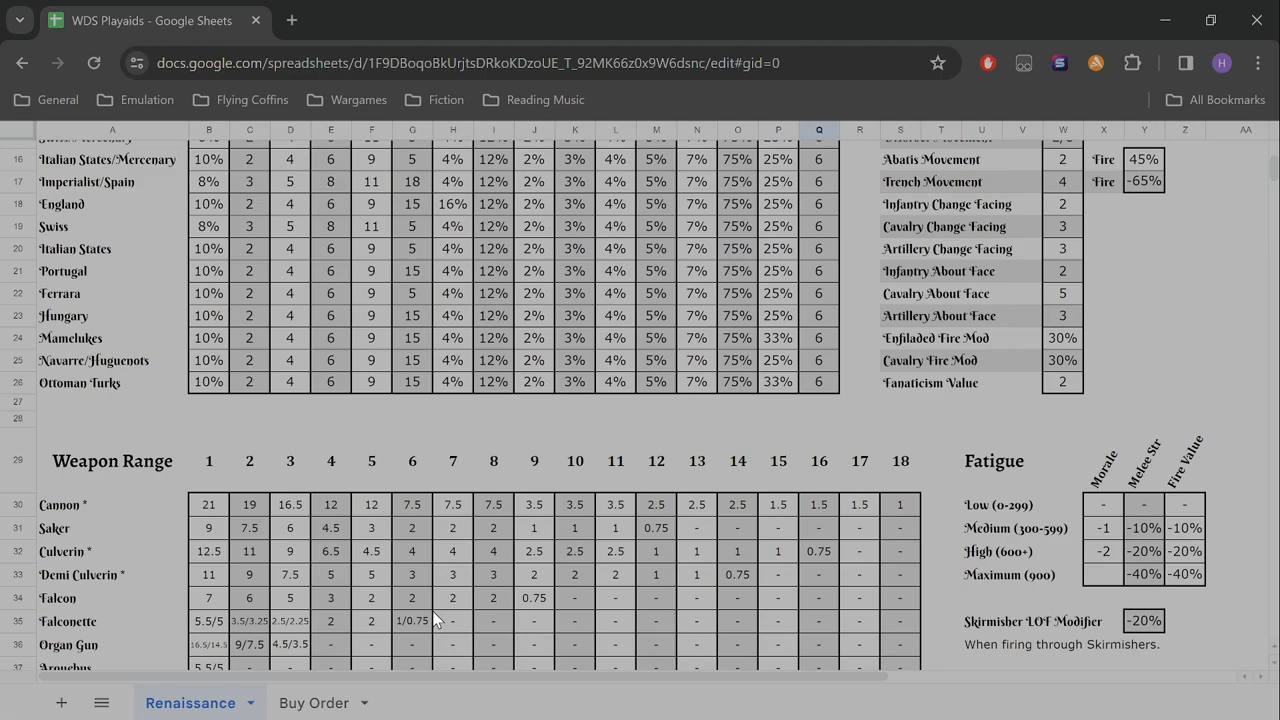 WDS Playaids - Google Sheets
docs.google.com/spreadsheets/d/1F9DBoqoBkUrjtsDRkoKDzoUE_T_92MK66z0x9W6dsnc/edit#gid=0
H
General Emulation Flying Coffins Wargames Fiction Reading Music All Bookmarks
A B C D E F G H I J K L M N O P Q R S T U V W X Y Z AA
16 Italian States/Mercenary 10% 2 4 6 9 5 4% 12% 2% 3% 4% 5% 7% 75% 25% 6 Abatis Movement 2 Fire 45%
17 Imperialist/Spain 8% 3 5 8 11 18 4% 12% 2% 3% 4% 5% 7% 75% 25% 6 Trench Movement 4 Fire -65%
18 England 10% 2 4 6 9 15 16% 12% 2% 3% 4% 5% 7% 75% 25% 6 Infantry Change Facing 2
19 Swiss 8% 3 5 8 11 5 4% 12% 2% 3% 4% 5% 7% 75% 25% 6 Cavalry Change Facing 3
20 Italian States 10% 2 4 6 9 5 4% 12% 2% 3% 4% 5% 7% 75% 25% 6 Artillery Change Facing 3
21 Portugal 10% 2 4 6 9 15 4% 12% 2% 3% 4% 5% 7% 75% 25% 6 Infantry About Face 2
22 Ferrara 10% 2 4 6 9 5 4% 12% 2% 3% 4% 5% 7% 75% 25% 6 Cavalry About Face 5
23 Hungary 10% 2 4 6 9 15 4% 12% 2% 3% 4% 5% 7% 75% 25% 6 Artillery About Face 3
24 Mamelukes 10% 2 4 6 9 15 4% 12% 2% 3% 4% 5% 7% 75% 33% 6 Enfiladed Fire Mod 30%
25 Navarre/Huguenots 10% 2 4 6 9 15 4% 12% 2% 3% 4% 5% 7% 75% 25% 6 Cavalry Fire Mod 30%
26 Ottoman Turks 10% 2 4 6 9 15 4% 12% 2% 3% 4% 5% 7% 75% 33% 6 Fanaticism Value 2
27
28
29 Weapon Range 1 2 3 4 5 6 7 8 9 10 11 12 13 14 15 16 17 18 Fatigue Morale Melee Str Fire Value
30 Cannon * 21 19 16.5 12 12 7.5 7.5 7.5 3.5 3.5 3.5 2.5 2.5 2.5 1.5 1.5 1.5 1 Low (0-299) - - -
31 Saker 9 7.5 6 4.5 3 2 2 2 1 1 1 0.75 - - - - - - Medium (300-599) -1 -10% -10%
32 Culverin * 12.5 11 9 6.5 4.5 4 4 4 2.5 2.5 2.5 1 1 1 1 0.75 - - High (600+) -2 -20% -20%
33 Demi Culverin * 11 9 7.5 5 5 3 3 3 2 2 2 1 1 0.75 - - - - Maximum (900) -40% -40%
34 Falcon 7 6 5 3 2 2 2 2 0.75 - - - - - - - - -
35 Falconette 5.5/5 3.5/3.25 2.5/2.25 2 2 1/0.75 - - - - - - - - - - - - Skirmisher LOF Modifier -20%
36 Organ Gun 16.5/14.5 9/7.5 4.5/3.5 - - - - - - - - - - - - - - - When firing through Skirmishers.
37 Arquebus 5.5/5 - - - - - - - - - - - - - - - - -
Renaissance Buy Order